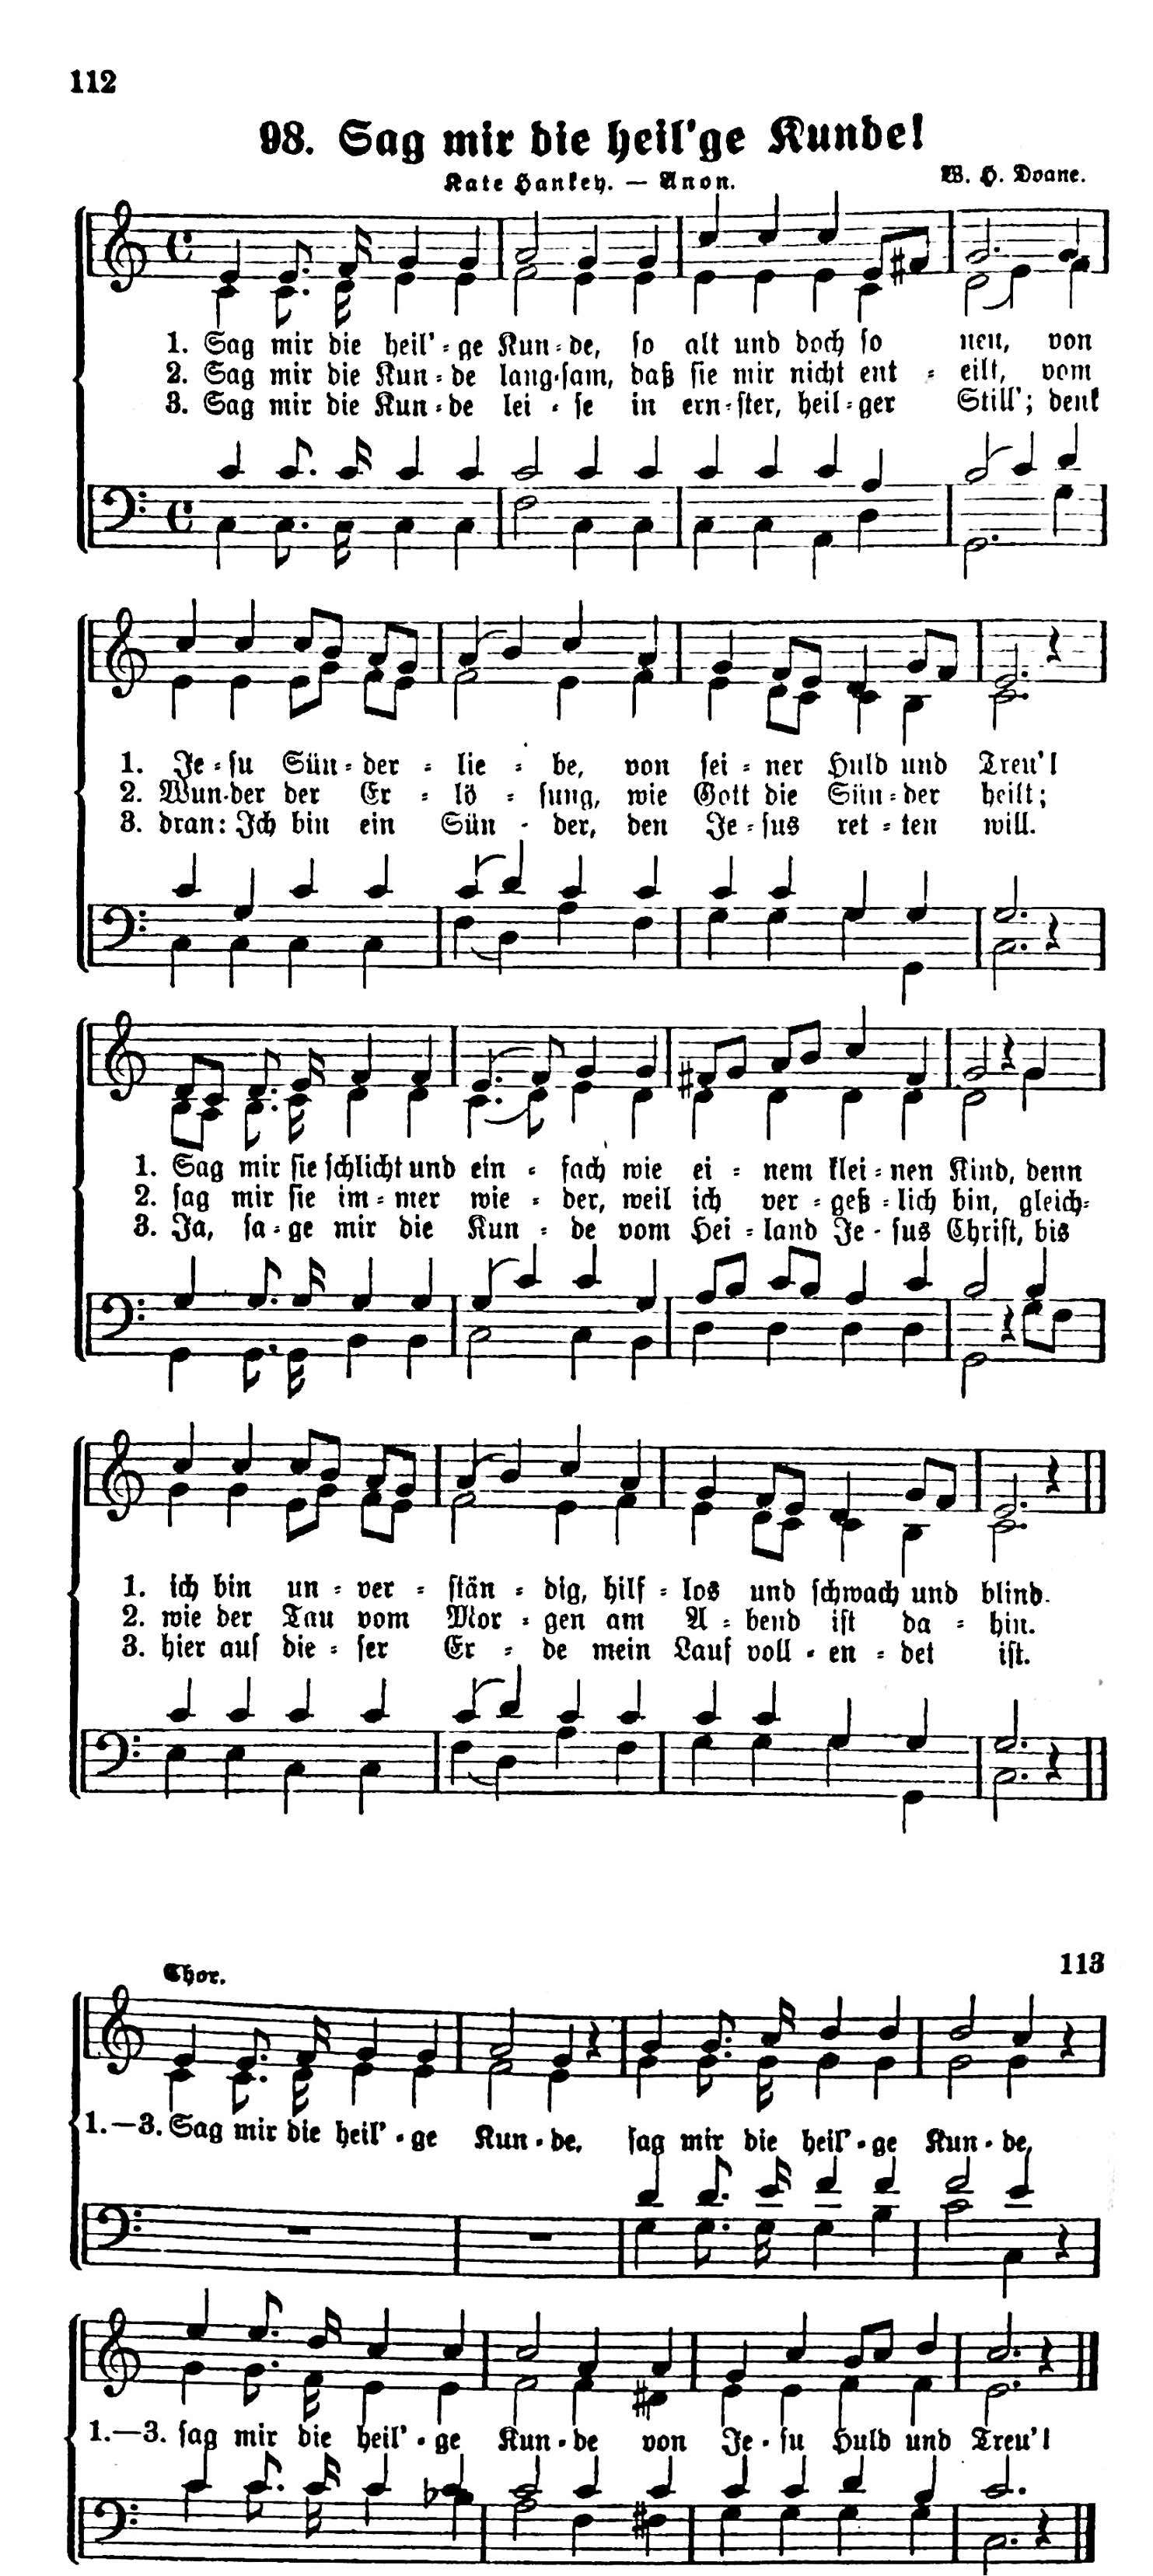 112
98. Sag mir die heil'ge Kunde!
Kate Hankey. — Anon.
W. H. Doane.
1. Sag mir die heil'-ge Kun-de, so alt und doch so neu, von
2. Sag mir die Kun-de lang-sam, daß sie mir nicht ent-eilt, vom
3. Sag mir die Kun-de lei-se in ern-ster, heil-ger Still'; denk
1. Je-su Sün-der-lie-be, von sei-ner Huld und Treu'!
2. Wun-der der Er-lö-sung, wie Gott die Sün-der heilt;
3. dran: Ich bin ein Sün-der, den Je-sus ret-ten will.
1. Sag mir sie schlicht und ein-fach wie ei-nem klei-nen Kind, denn
2. sag mir sie im-mer wie-der, weil ich ver-geß-lich bin, gleich-
3. Ja, sa-ge mir die Kun-de vom Hei-land Je-sus Christ, bis
1. ich bin un-ver-stän-dig, hilf-los und schwach und blind.
2. wie der Tau vom Mor-gen am A-bend ist da-hin.
3. hier auf die-ser Er-de mein Lauf voll-en-det ist.
113
Chor.
1.—3. Sag mir die heil'-ge Kun-de, sag mir die heil'-ge Kun-de,
1.—3. sag mir die heil'-ge Kun-de von Je-su Huld und Treu'!